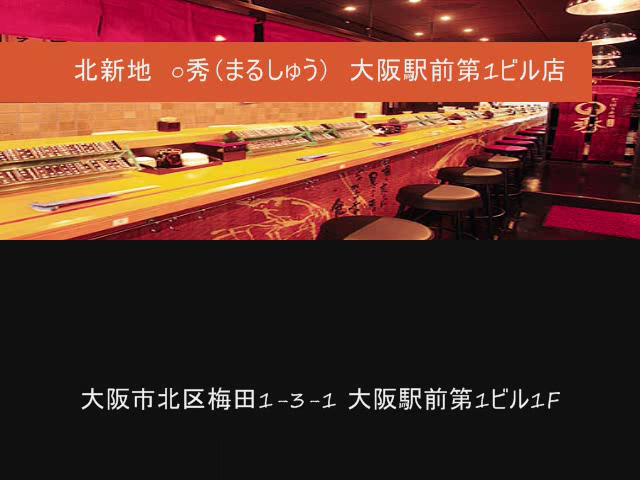 北新地　○秀(まるしゅう)　大阪駅前第1ビル店
秀
大阪市北区梅田1-3-1 大阪駅前第1ビル1F